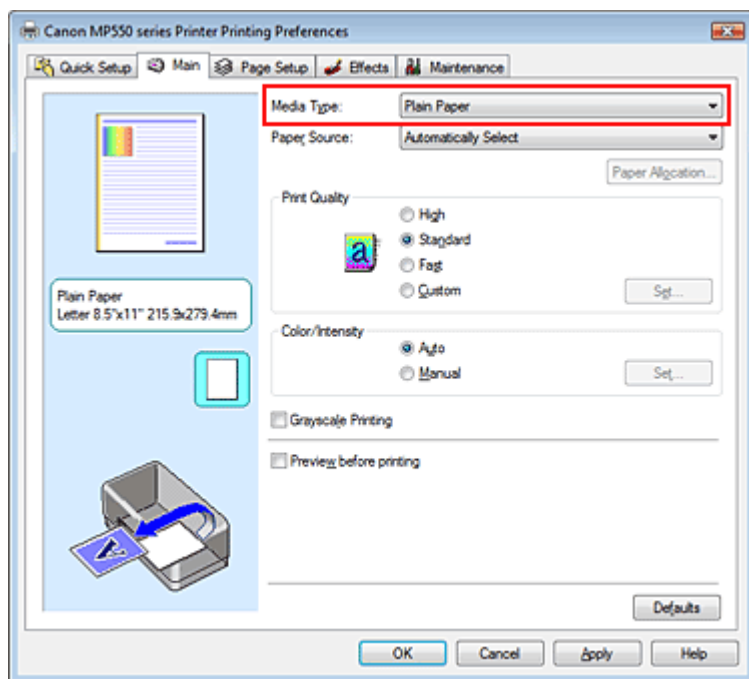 Canon MP550 series Printer Printing Preferences
Quick Setup Main Page Setup Effects Maintenance
Media Type: Plain Paper
Paper Source: Automatically Select
Paper Allocation...
Print Quality
High
a
Standard
Fast
Custom Set...
Plain Paper
Letter 8.5"x11" 215.9x279.4mm
Color/Intensity
Auto
Manual Set...
Grayscale Printing
Preview before printing
A
Defaults
OK Cancel Apply Help